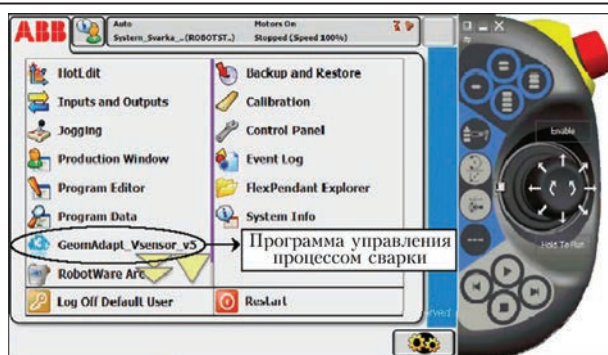 ABB
Auto
System_Svarka_..(ROBOTST..)
Motors On
Stopped (Speed 100%)
HotEdit
Inputs and Outputs
Jogging
Production Window
Program Editor
Program Data
GeomAdapt_Vsensor_v5
RobotWare Arc
Log Off Default User
Backup and Restore
Calibration
Control Panel
Event Log
FlexPendant Explorer
System Info
Программа управления
процессом сварки
Restart
Enable
Hold To Run